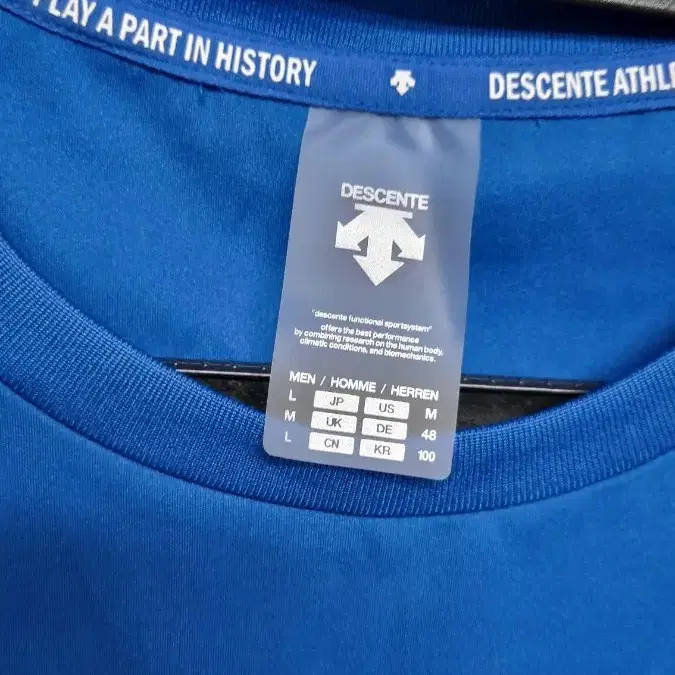 PLAY A PART IN HISTORY
DESCENTE ATHLE
DESCENTE
"descente functional sportsystem"
offers the best performance
by combining research on the human body,
climatic conditions, and biomechanics.
MEN / HOMME / HERREN
L JP US M
M UK DE 48
L CN KR 100